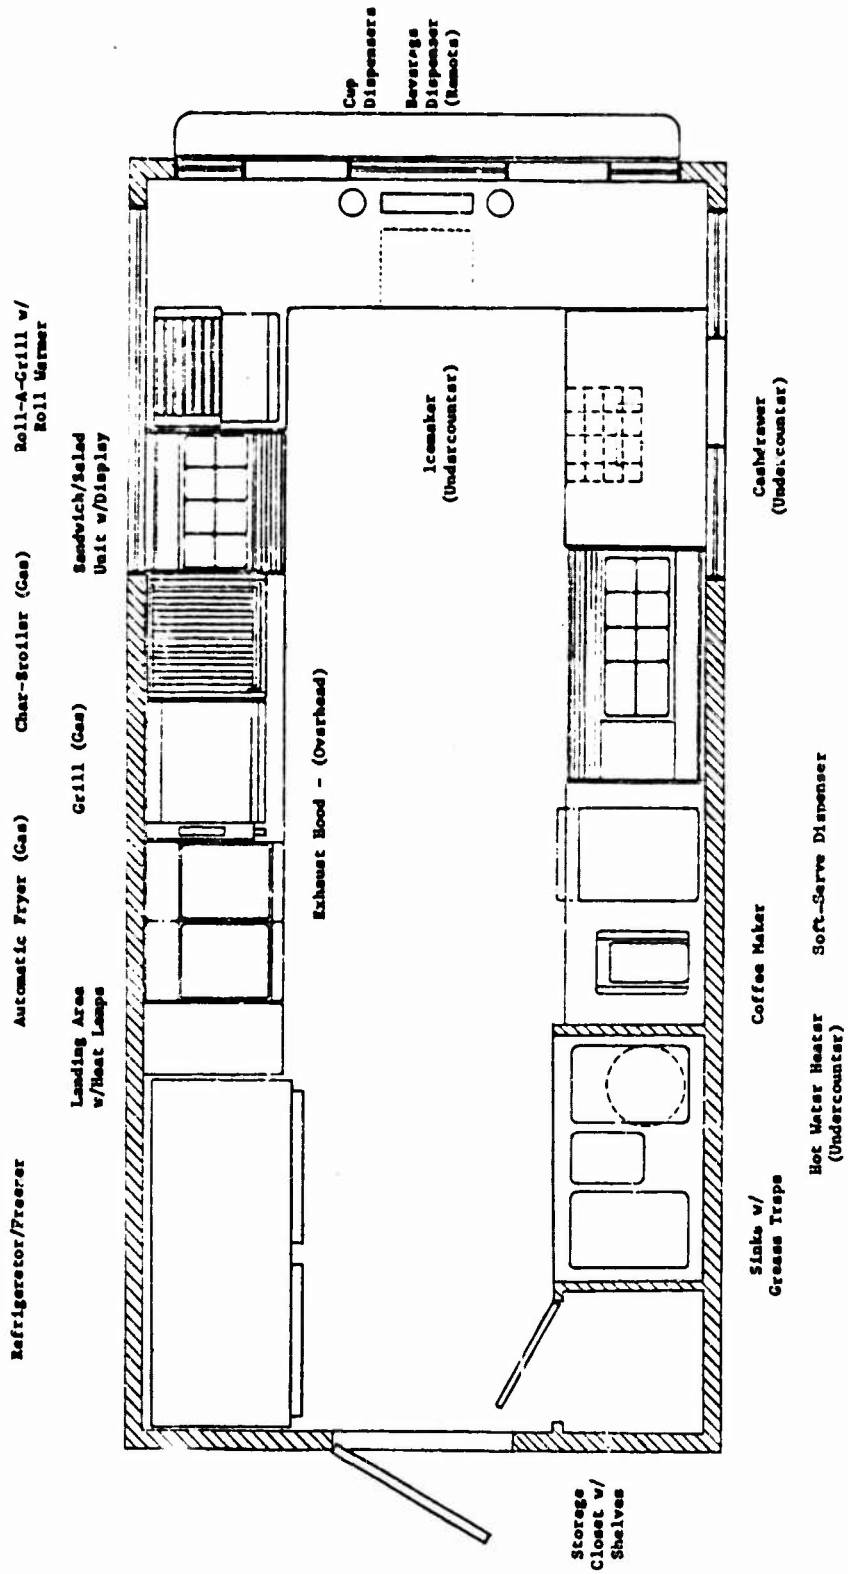 Refrigerator/Freezer
Landing Area
w/Heat Lamps
Automatic Fryer (Gas)
Grill (Gas)
Char-Broiler (Gas)
Sandwich/Salad
Unit w/Display
Roll-A-Grill w/
Roll Warmer
Exhaust Hood - (Overhead)
Icemaker
(Undercounter)
Cup
Dispensers
Beverage
Dispenser
(Remote)
Storage
Closet w/
Shelves
Sinks w/
Grease Traps
Hot Water Heater
(Undercounter)
Coffee Maker
Soft-Serve Dispenser
Cashdrawer
(Undercounter)